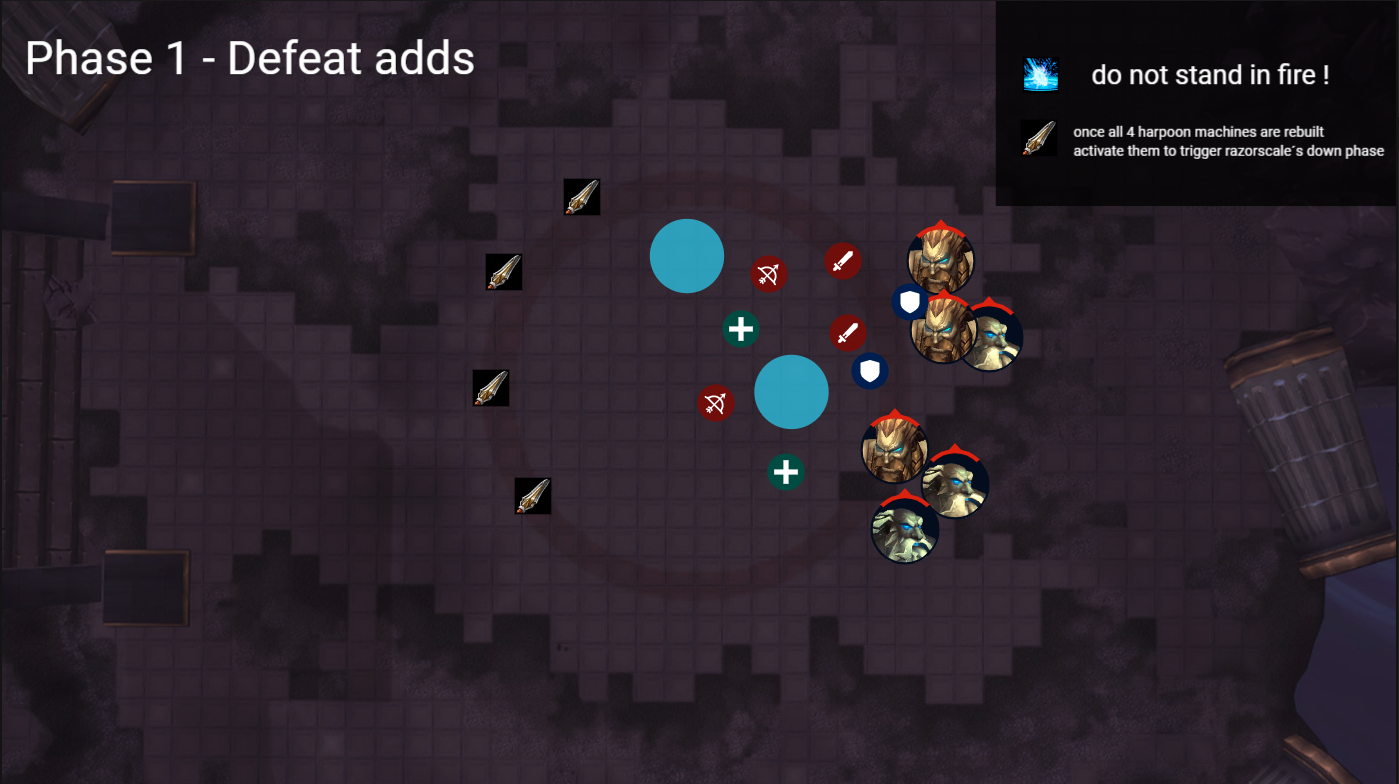 Phase 1 - Defeat adds
do not stand in fire !
once all 4 harpoon machines are rebuilt
activate them to trigger razorscale´s down phase